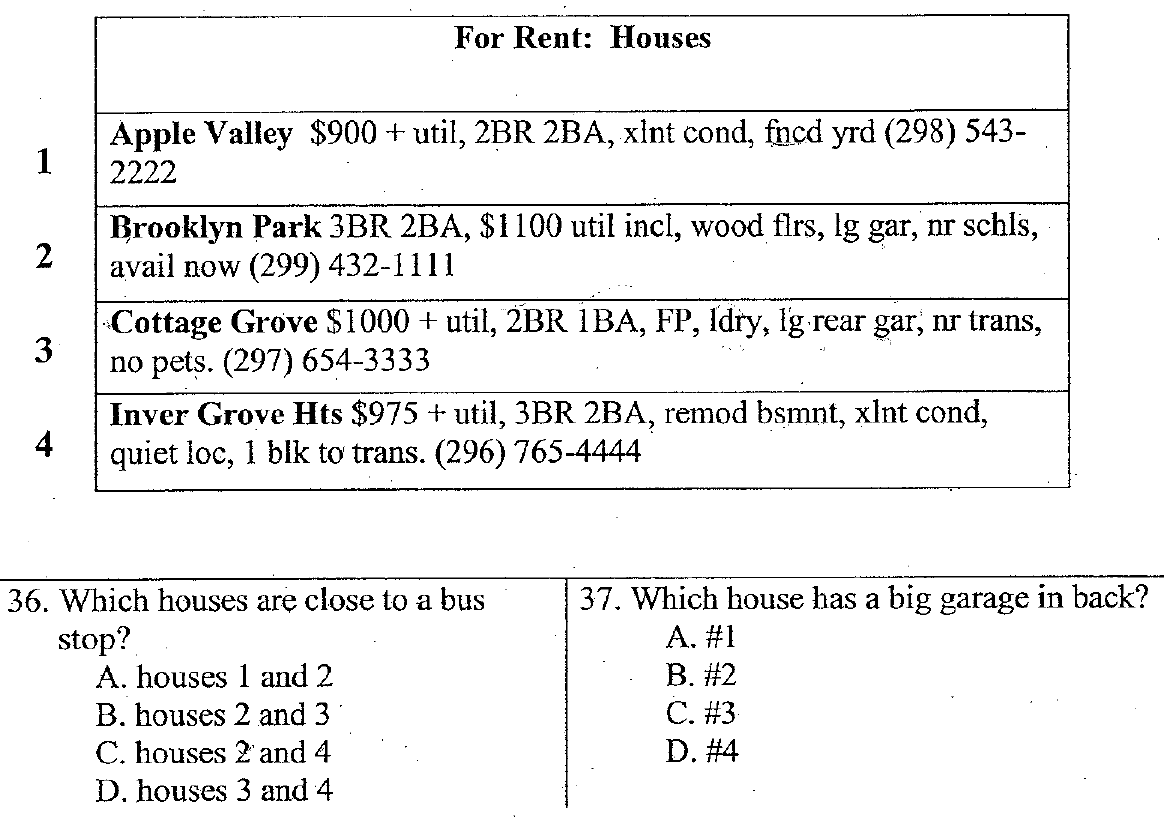 For Rent: Houses
1
Apple Valley $900 + util, 2BR 2BA, xlnt cond, fncd yrd (298) 543-
2222
2
Brooklyn Park 3BR 2BA, $1100 util incl, wood flrs, lg gar, nr schls,
avail now (299) 432-1111
3
Cottage Grove $1000 + util, 2BR 1BA, FP, ldry, lg rear gar, nr trans,
no pets. (297) 654-3333
4
Inver Grove Hts $975 + util, 3BR 2BA, remod bsmnt, xlnt cond,
quiet loc, 1 blk to trans. (296) 765-4444
36. Which houses are close to a bus
stop?
A. houses 1 and 2
B. houses 2 and 3
C. houses 2 and 4
D. houses 3 and 4
37. Which house has a big garage in back?
A. #1
B. #2
C. #3
D. #4